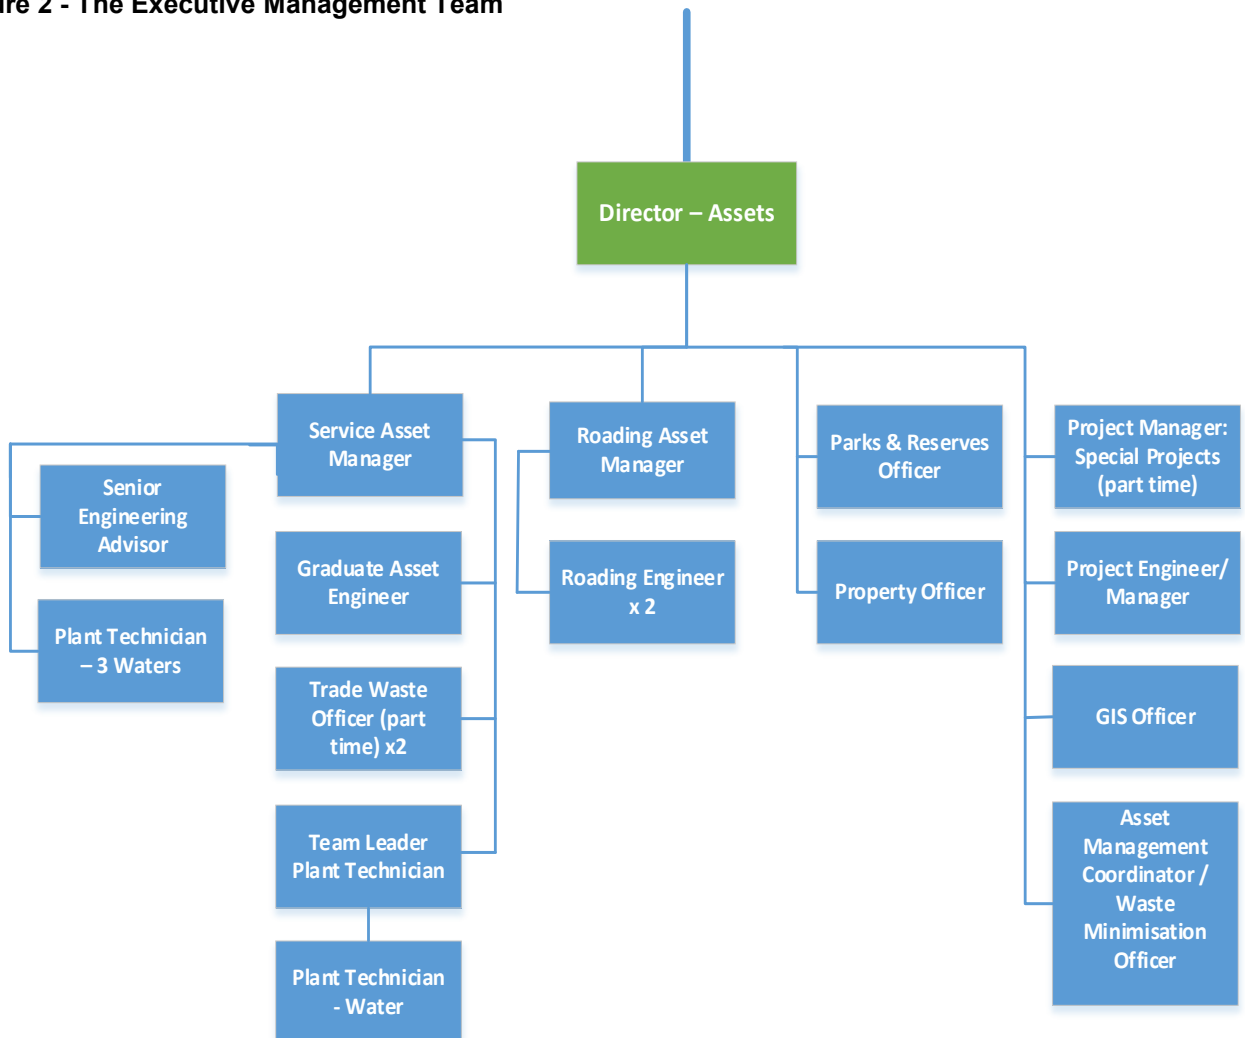 ure 2 - The Executive Management Team
Director – Assets
Service Asset
Manager
Senior
Engineering
Advisor
Plant Technician
– 3 Waters
Graduate Asset
Engineer
Trade Waste
Officer (part
time) x2
Team Leader
Plant Technician
Plant Technician
- Water
Roading Asset
Manager
Roading Engineer
x 2
Parks & Reserves
Officer
Property Officer
Project Manager:
Special Projects
(part time)
Project Engineer/
Manager
GIS Officer
Asset
Management
Coordinator /
Waste
Minimisation
Officer